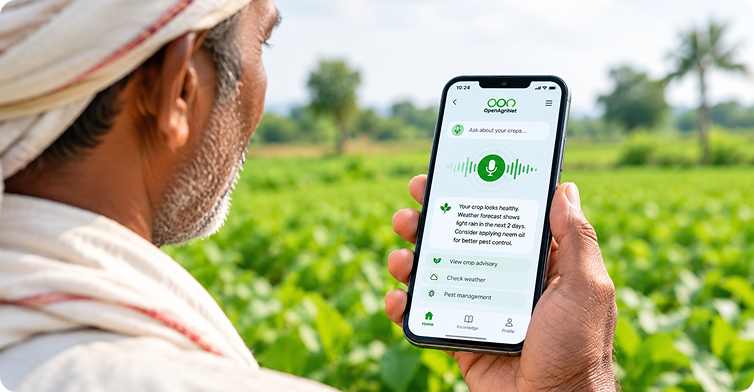 10:24
OpenAgriNet
Ask about your crops...
Your crop looks healthy.
Weather forecast shows
light rain in the next 2 days.
Consider applying neem oil
for better pest control.
View crop advisory
Check weather
Pest management
Home
Knowledge
Profile